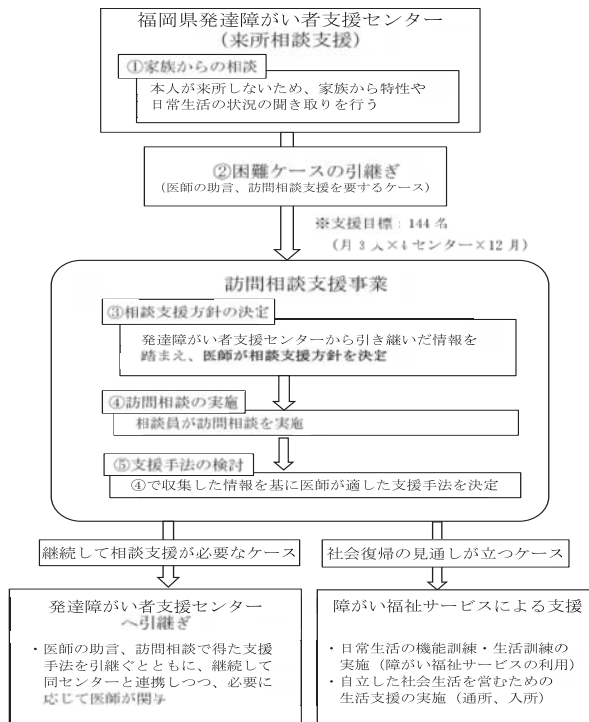 福岡県発達障がい者支援センター
（来所相談支援）
①家族からの相談
本人が来所しないため、家族から特性や
日常生活の状況の聞き取りを行う
②困難ケースの引継ぎ
（医師の助言、訪問相談支援を要するケース）
※支援目標：144 名
（月 3 人×4 センター×12 月）
訪問相談支援事業
③相談支援方針の決定
発達障がい者支援センターから引き継いだ情報を
踏まえ、医師が相談支援方針を決定
④訪問相談の実施
相談員が訪問相談を実施
⑤支援手法の検討
④で収集した情報を基に医師が適した支援手法を決定
継続して相談支援が必要なケース
社会復帰の見通しが立つケース
発達障がい者支援センター
へ引継ぎ
・医師の助言、訪問相談で得た支援
手法を引継ぐとともに、継続して
同センターと連携しつつ、必要に
応じて医師が関与
障がい福祉サービスによる支援
・日常生活の機能訓練・生活訓練の
実施（障がい福祉サービスの利用）
・自立した社会生活を営むための
生活支援の実施（通所、入所）